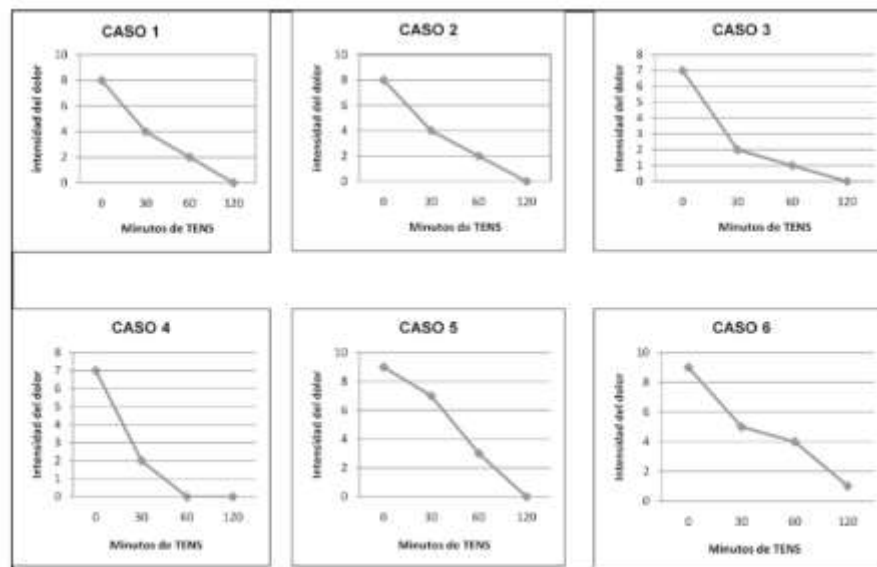 CASO 1
10
8
6
4
2
0
Intensidad del dolor
0 30 60 120
Minutos de TENS
CASO 2
10
8
6
4
2
0
Intensidad del dolor
0 30 60 120
Minutos de TENS
CASO 3
8
7
6
5
4
3
2
1
0
Intensidad del dolor
0 30 60 120
Minutos de TENS
CASO 4
8
7
6
5
4
3
2
1
0
Intensidad del dolor
0 30 60 120
Minutos de TENS
CASO 5
10
8
6
4
2
0
Intensidad del dolor
0 30 60 120
Minutos de TENS
CASO 6
10
8
6
4
2
0
Intensidad del dolor
0 30 60 120
Minutos de TENS